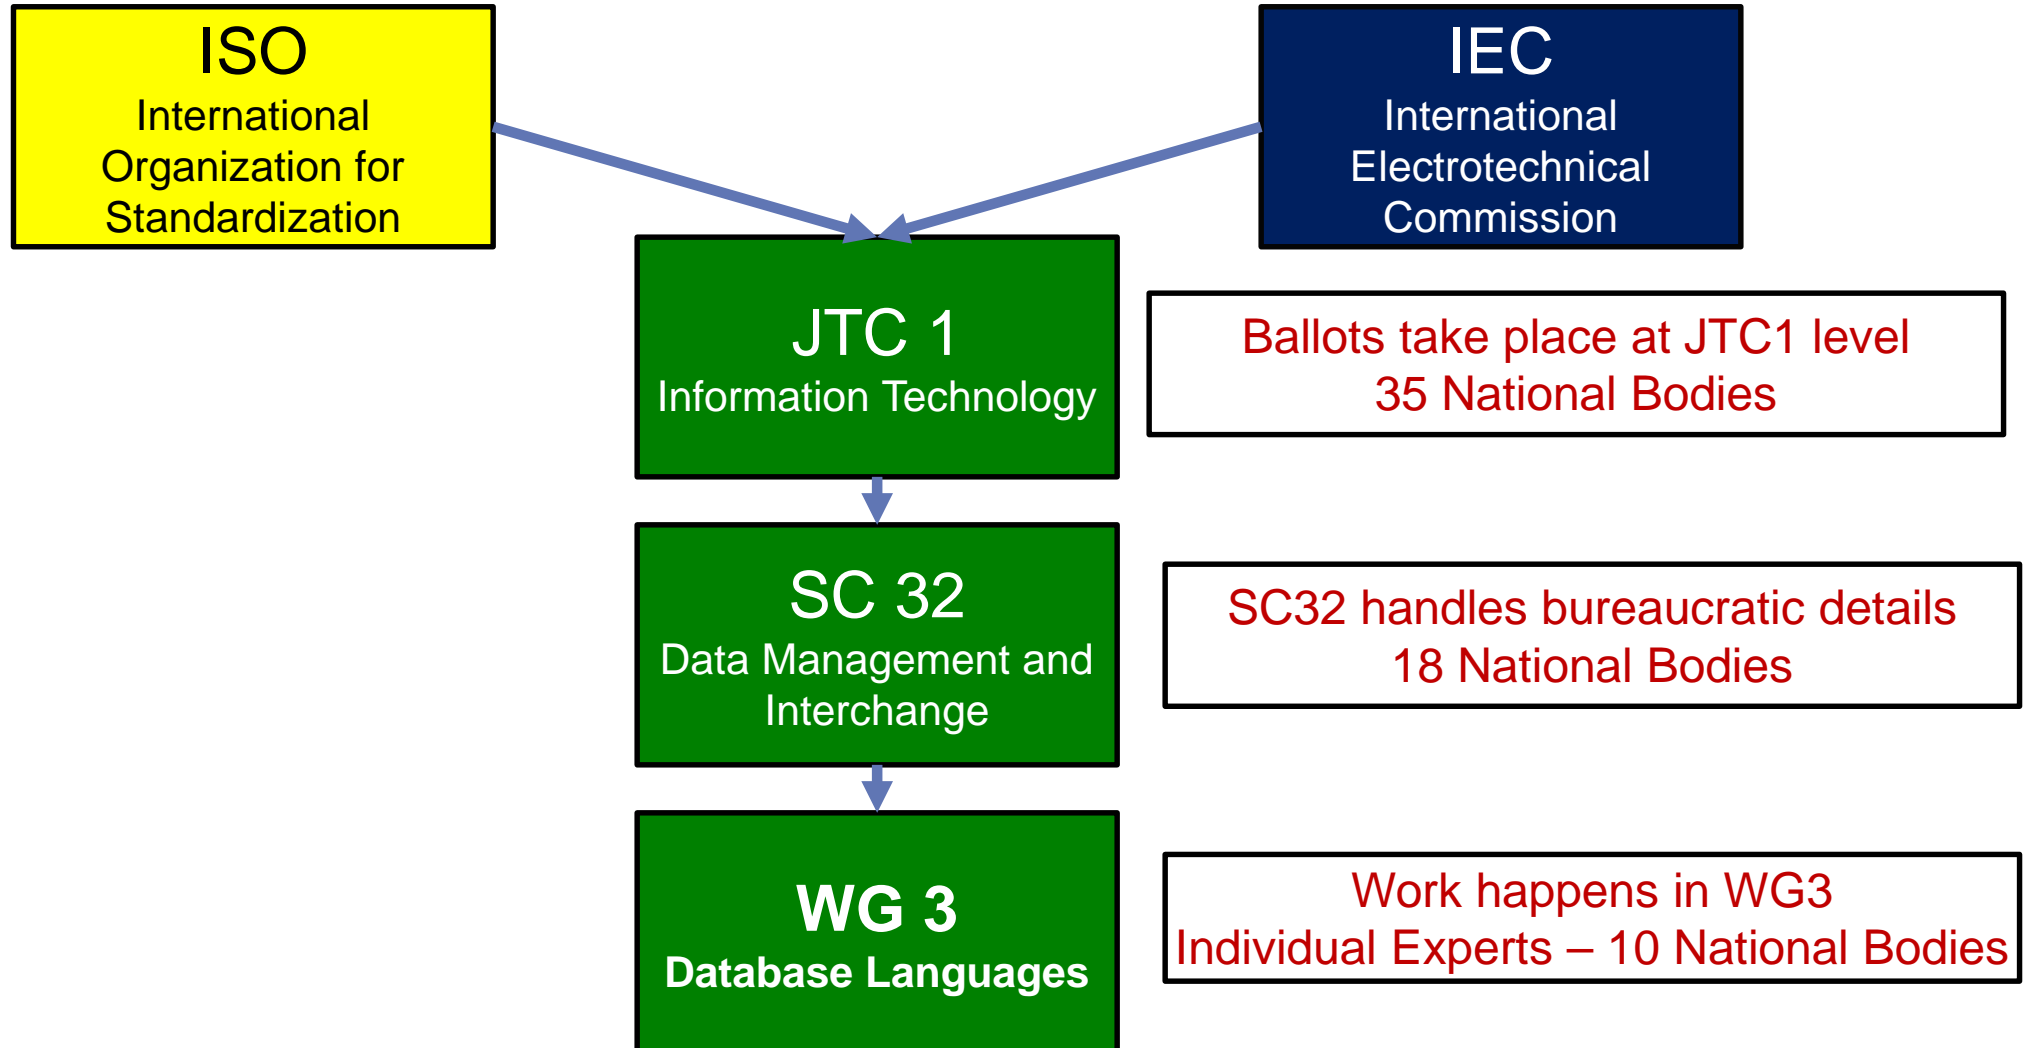 ISO
International
Organization for
Standardization
IEC
International
Electrotechnical
Commission
JTC 1
Information Technology
Ballots take place at JTC1 level
35 National Bodies
SC 32
Data Management and
Interchange
SC32 handles bureaucratic details
18 National Bodies
WG 3
Database Languages
Work happens in WG3
Individual Experts – 10 National Bodies